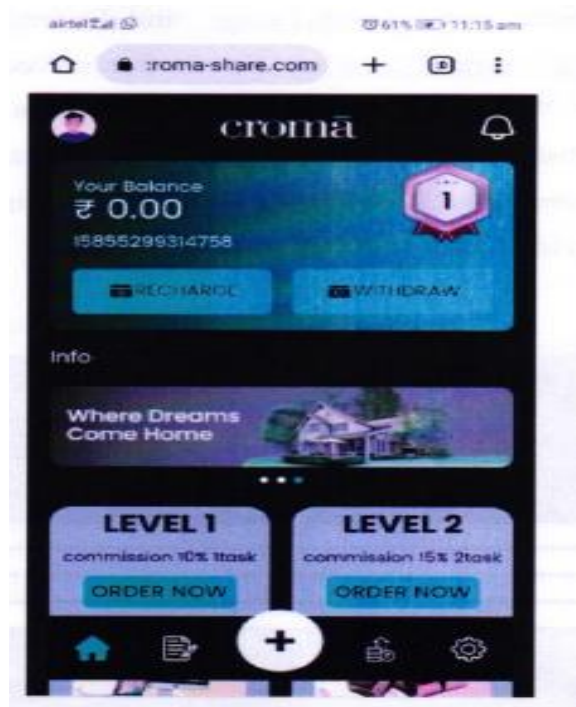 airtel
61% 11:15 am
:roma-share.com
cromā
Your Balance
₹ 0.00
15855299314758
1
RECHARGE
WITHDRAW
Info
Where Dreams
Come Home
LEVEL 1
LEVEL 2
commission 10% 1task
commission 15% 2task
ORDER NOW
ORDER NOW
+